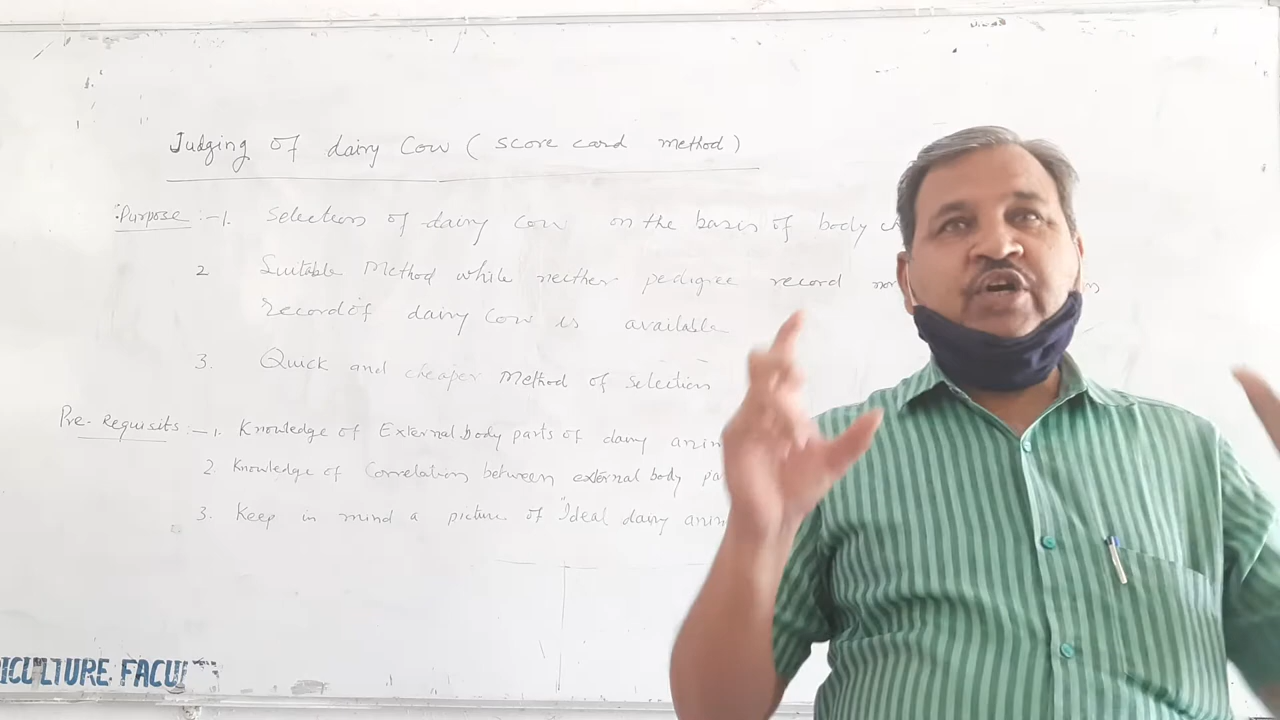 Judging of dairy Cow ( score card method )
Purpose :- 1. Selection of dairy Cow on the basis of body
2 Suitable Method while neither pedigree record
Record of dairy Cow is available
3. Quick and cheaper Method of Selection
Pre-Requisits :- 1. Knowledge of External body parts of dairy
2. Knowledge of Correlation between external body
3. Keep in mind a picture of "Ideal dairy